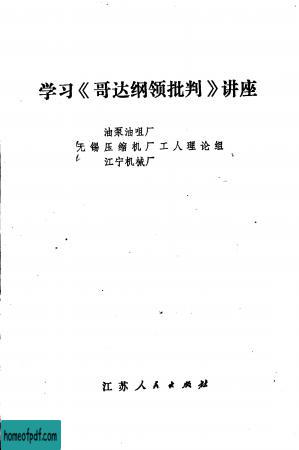 学习《哥达纲领批判》讲座
油泵油咀厂
无锡压缩机厂工人理论组
江宁机械厂
江苏人民出版社
homeofpdf.com